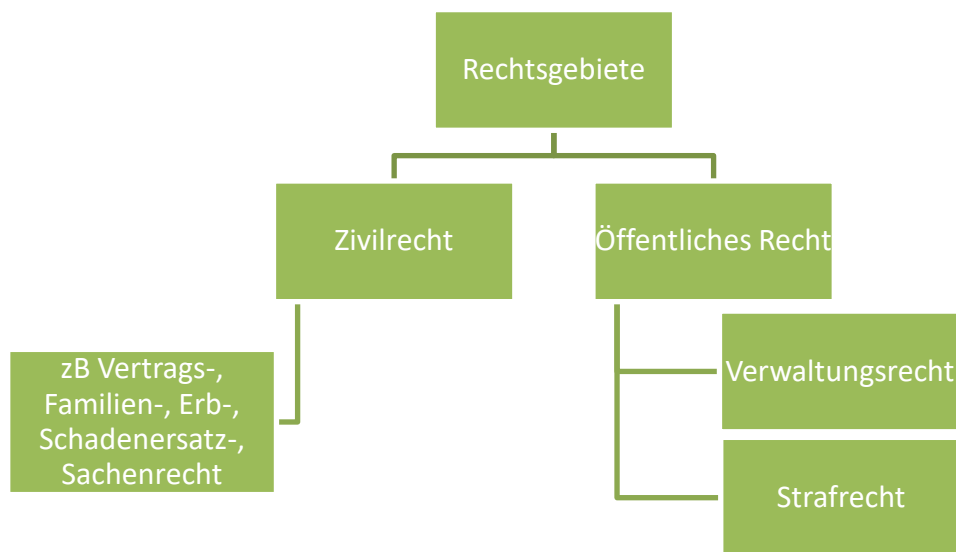 Rechtsgebiete
Zivilrecht
Öffentliches Recht
zB Vertrags-,
Familien-, Erb-,
Schadenersatz-,
Sachenrecht
Verwaltungsrecht
Strafrecht